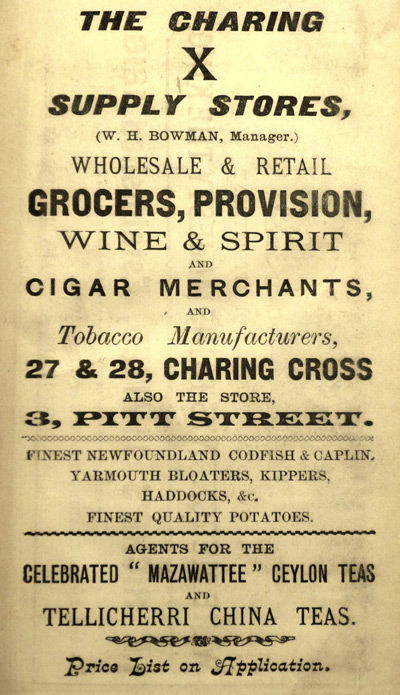 THE CHARING
X
SUPPLY STORES,
(W. H. BOWMAN, Manager.)
WHOLESALE & RETAIL
GROCERS, PROVISION,
WINE & SPIRIT
AND
CIGAR MERCHANTS,
AND
Tobacco Manufacturers,
27 & 28, CHARING CROSS
ALSO THE STORE,
3, PITT STREET.
FINEST NEWFOUNDLAND CODFISH & CAPLIN,
YARMOUTH BLOATERS, KIPPERS,
HADDOCKS, &c.
FINEST QUALITY POTATOES.
AGENTS FOR THE
CELEBRATED "MAZAWATTEE" CEYLON TEAS
AND
TELLICHERRI CHINA TEAS.
Price List on Application.